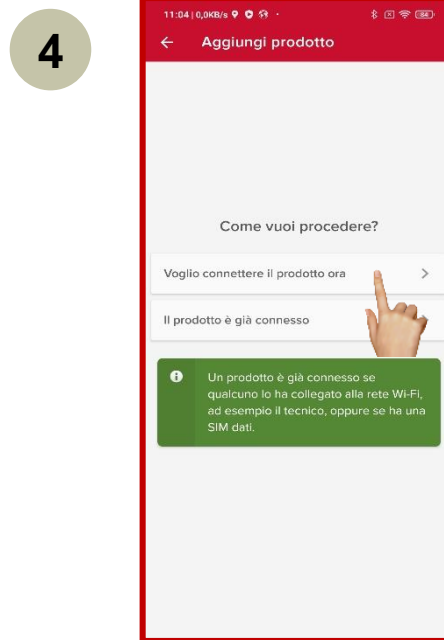 4
11:04 | 0,0KB/s
84
Aggiungi prodotto
Come vuoi procedere?
Voglio connettere il prodotto ora
Il prodotto è già connesso
Un prodotto è già connesso se
qualcuno lo ha collegato alla rete Wi-Fi,
ad esempio il tecnico, oppure se ha una
SIM dati.